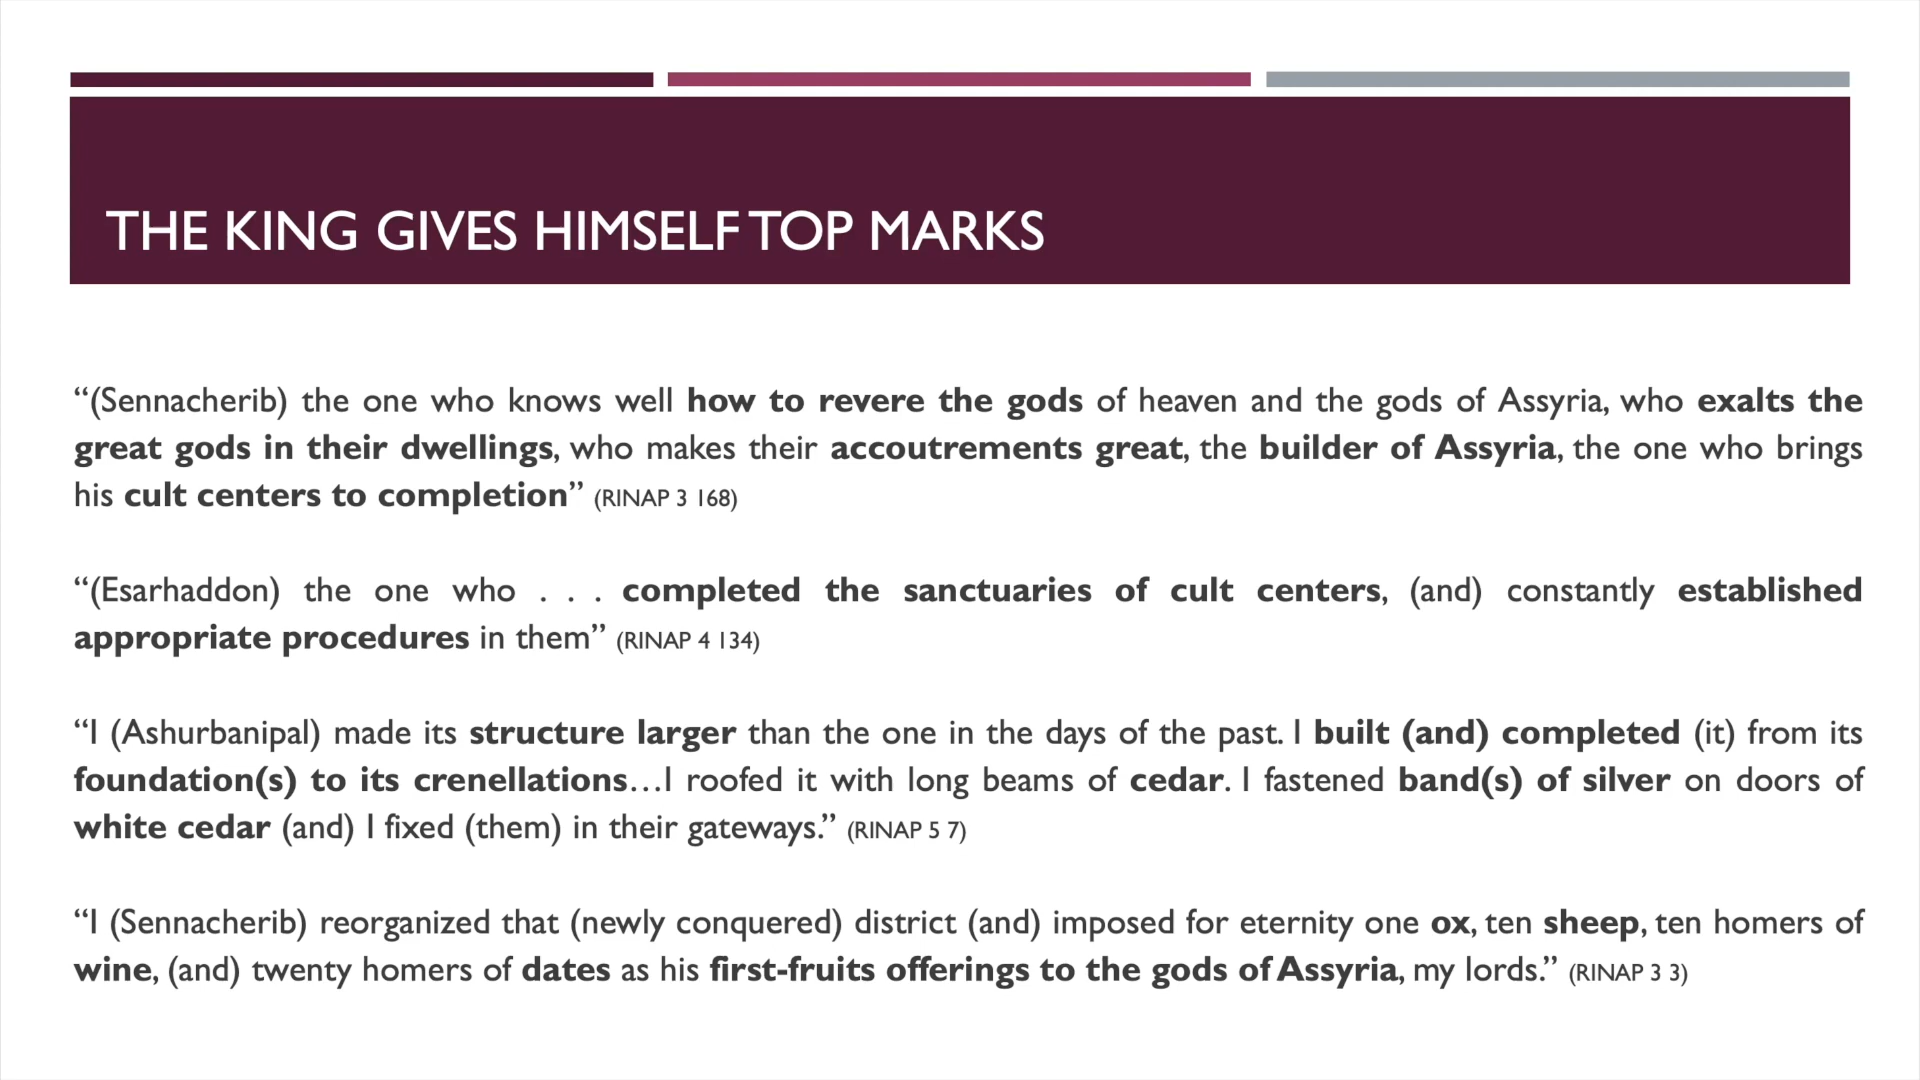 THE KING GIVES HIMSELF TOP MARKS
“(Sennacherib) the one who knows well how to revere the gods of heaven and the gods of Assyria, who exalts the
great gods in their dwellings, who makes their accoutrements great, the builder of Assyria, the one who brings
his cult centers to completion” (RINAP 3 168)
“(Esarhaddon) the one who . . . completed the sanctuaries of cult centers, (and) constantly established
appropriate procedures in them” (RINAP 4 134)
“I (Ashurbanipal) made its structure larger than the one in the days of the past. I built (and) completed (it) from its
foundation(s) to its crenellations…I roofed it with long beams of cedar. I fastened band(s) of silver on doors of
white cedar (and) I fixed (them) in their gateways.” (RINAP 5 7)
“I (Sennacherib) reorganized that (newly conquered) district (and) imposed for eternity one ox, ten sheep, ten homers of
wine, (and) twenty homers of dates as his first-fruits offerings to the gods of Assyria, my lords.” (RINAP 3 3)